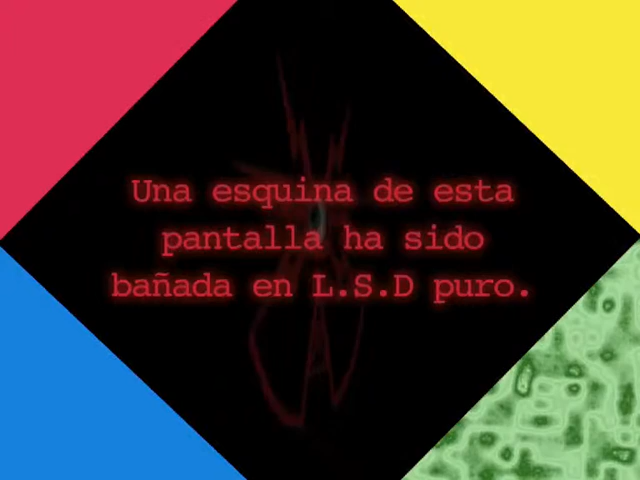 Una esquina de esta
pantalla ha sido
bañada en L.S.D puro.